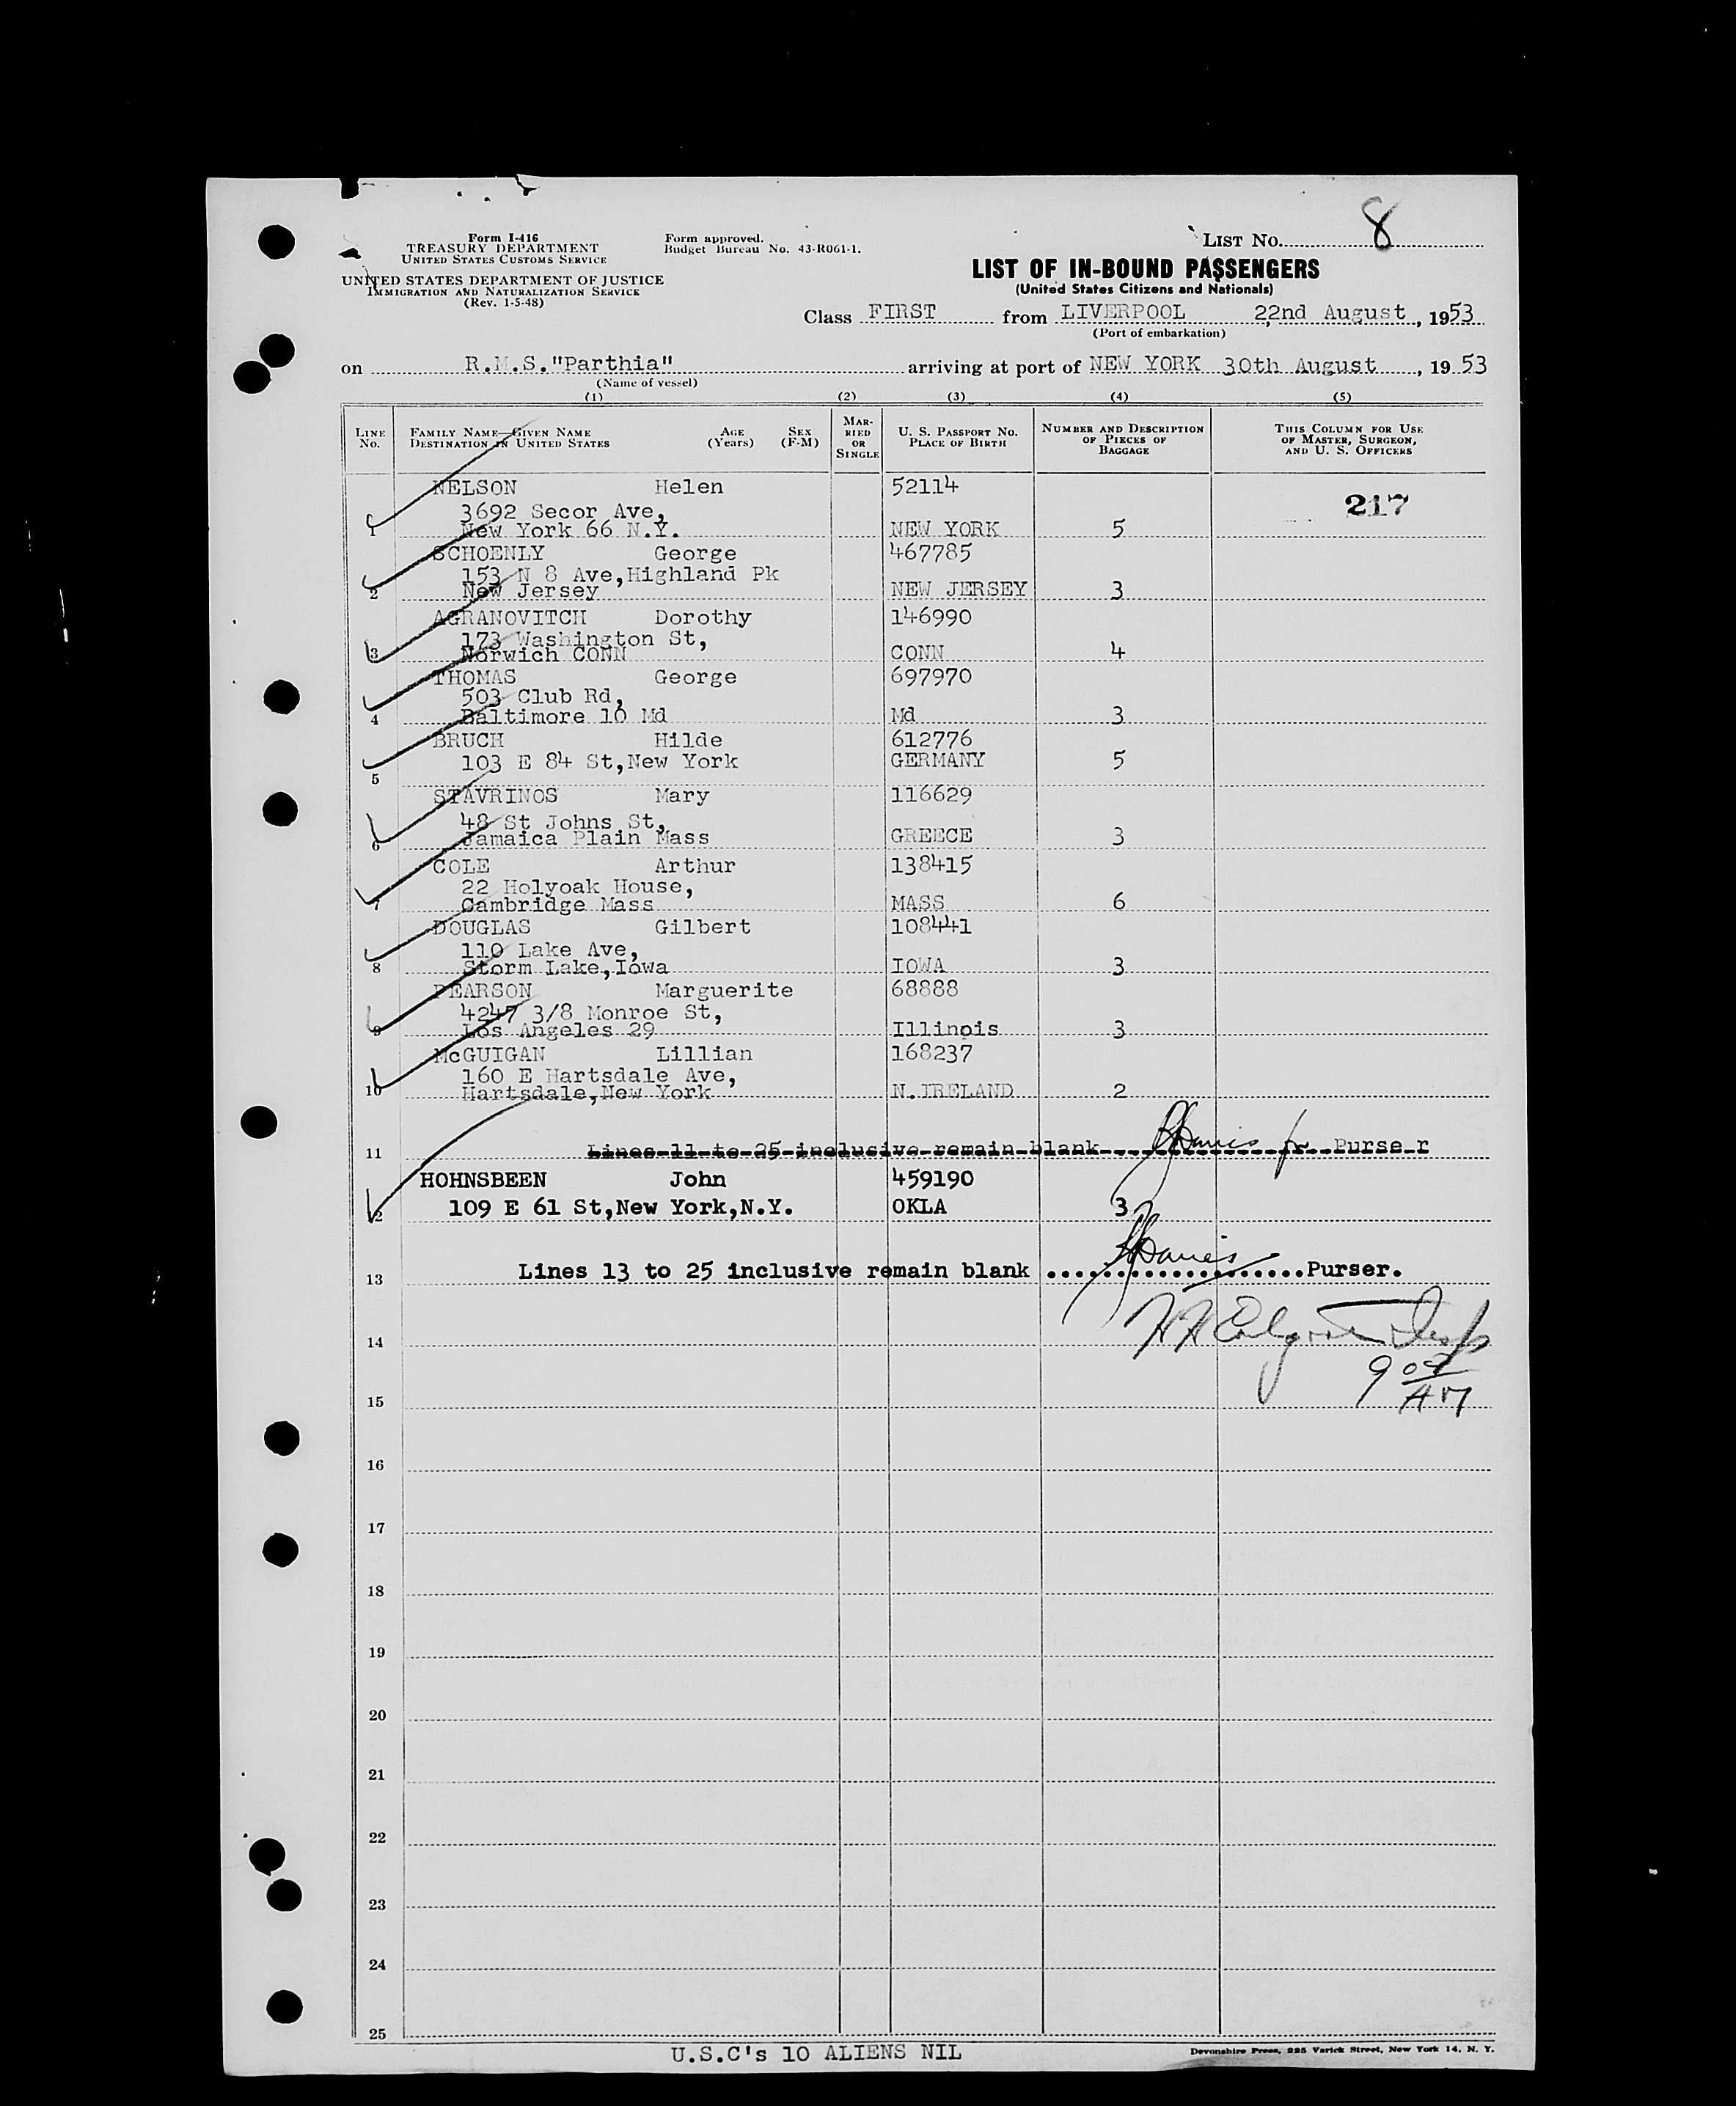 Form I-416
TREASURY DEPARTMENT
UNITED STATES CUSTOMS SERVICE
UNITED STATES DEPARTMENT OF JUSTICE
IMMIGRATION AND NATURALIZATION SERVICE
(Rev. 1-5-48)
Form approved.
Budget Bureau No. 43-R061-1.
LIST No. 8
LIST OF IN-BOUND PASSENGERS
(United States Citizens and Nationals)
Class FIRST from LIVERPOOL 22nd August, 1953
(Port of embarkation)
on R.M.S."Parthia" arriving at port of NEW YORK 30th August, 1953
(Name of vessel)
(1) (2) (3) (4) (5)
LINE No.
FAMILY NAME—GIVEN NAME
DESTINATION IN UNITED STATES
AGE (Years)
SEX (F-M)
MARRIED OR SINGLE
U. S. PASSPORT NO.
PLACE OF BIRTH
NUMBER AND DESCRIPTION OF PIECES OF BAGGAGE
THIS COLUMN FOR USE OF MASTER, SURGEON, AND U. S. OFFICERS
NELSON Helen 52114 217
3692 Secor Ave,
1 New York 66 N.Y. NEW YORK 5
SCHOENLY George 467785
153 N 8 Ave,Highland Pk
2 New Jersey NEW JERSEY 3
AGRANOVITCH Dorothy 146990
173 Washington St,
3 Norwich CONN CONN 4
THOMAS George 697970
503 Club Rd,
4 Baltimore 10 Md Md 3
BRUCH Hilde 612776
103 E 84 St,New York GERMANY 5
5
STAVRINOS Mary 116629
48 St Johns St,
6 Jamaica Plain Mass GREECE 3
COLE Arthur 138415
22 Holyoak House,
7 Cambridge Mass MASS 6
DOUGLAS Gilbert 108441
110 Lake Ave,
8 Storm Lake,Iowa IOWA 3
PEARSON Marguerite 68888
4247 3/8 Monroe St,
9 Los Angeles 29 Illinois 3
McGUIGAN Lillian 168237
160 E Hartsdale Ave,
10 Hartsdale,New York N.IRELAND 2
11 Lines 11 to 25 inclusive remain blank Davies for Purser
HOHNSBEEN John 459190
12 109 E 61 St,New York,N.Y. OKLA 3
13 Lines 13 to 25 inclusive remain blank Davies Purser.
14
9 00 AM
15
16
17
18
19
20
21
22
23
24
25
U.S.C's 10 ALIENS NIL
Devonshire Press, 225 Varick Street, New York 14, N. Y.